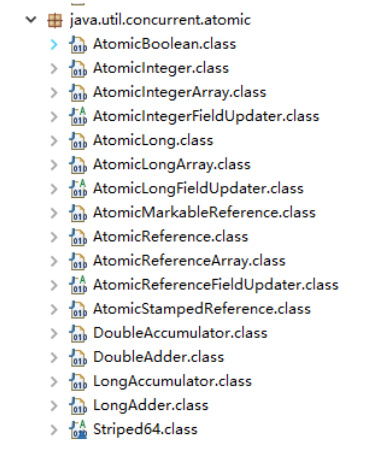 java.util.concurrent.atomic
AtomicBoolean.class
AtomicInteger.class
AtomicIntegerArray.class
AtomicIntegerFieldUpdater.class
AtomicLong.class
AtomicLongArray.class
AtomicLongFieldUpdater.class
AtomicMarkableReference.class
AtomicReference.class
AtomicReferenceArray.class
AtomicReferenceFieldUpdater.class
AtomicStampedReference.class
DoubleAccumulator.class
DoubleAdder.class
LongAccumulator.class
LongAdder.class
Striped64.class